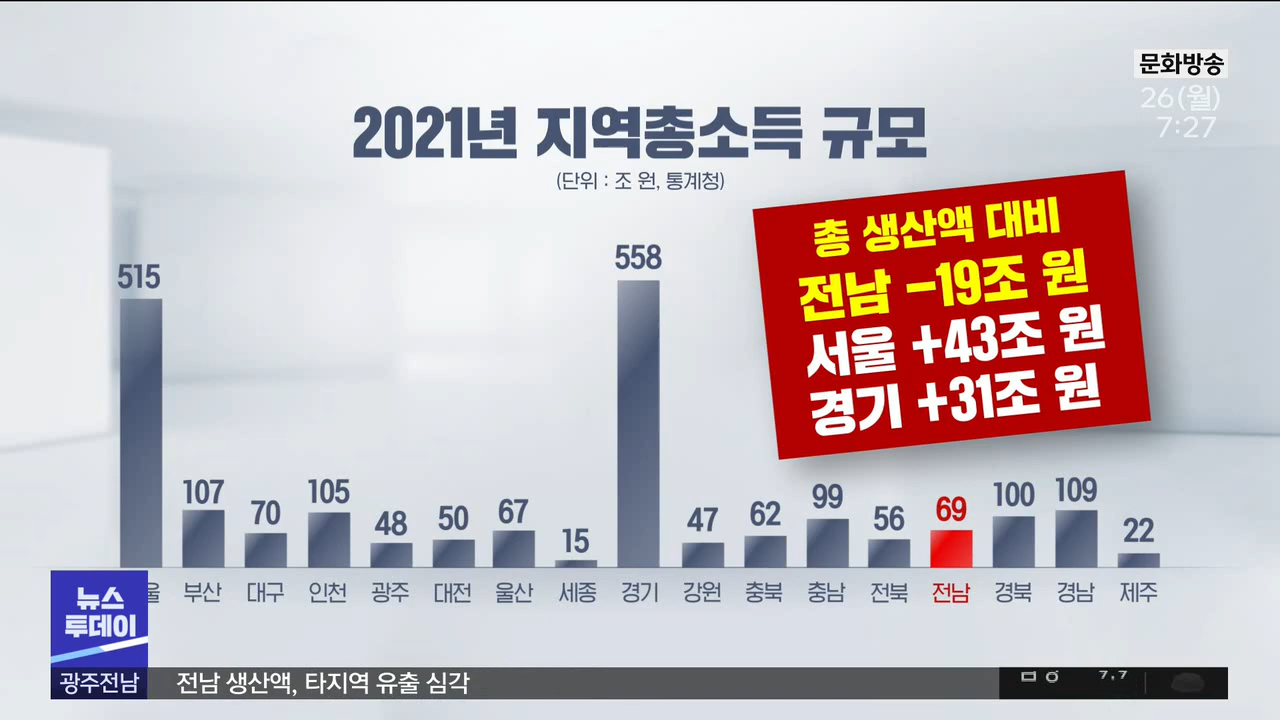 문화방송
26(월)
7:27
2021년 지역총소득 규모
(단위 : 조 원, 통계청)
총 생산액 대비
전남 -19조 원
서울 +43조 원
경기 +31조 원
515 107 70 105 48 50 67 15 558 47 62 99 56 69 100 109 22
울 부산 대구 인천 광주 대전 울산 세종 경기 강원 충북 충남 전북 전남 경북 경남 제주
뉴스
투데이
광주전남 전남 생산액, 타지역 유출 심각